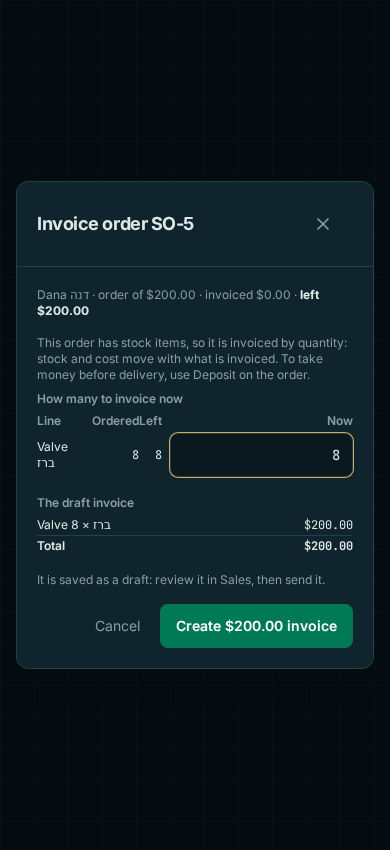 Invoice order SO-5
Dana דנה · order of $200.00 · invoiced $0.00 · left
$200.00
This order has stock items, so it is invoiced by quantity:
stock and cost move with what is invoiced. To take
money before delivery, use Deposit on the order.
How many to invoice now
Line Ordered Left Now
Valve
ברז 8 8 8
The draft invoice
Valve ברז × 8 $200.00
Total $200.00
It is saved as a draft: review it in Sales, then send it.
Cancel Create $200.00 invoice